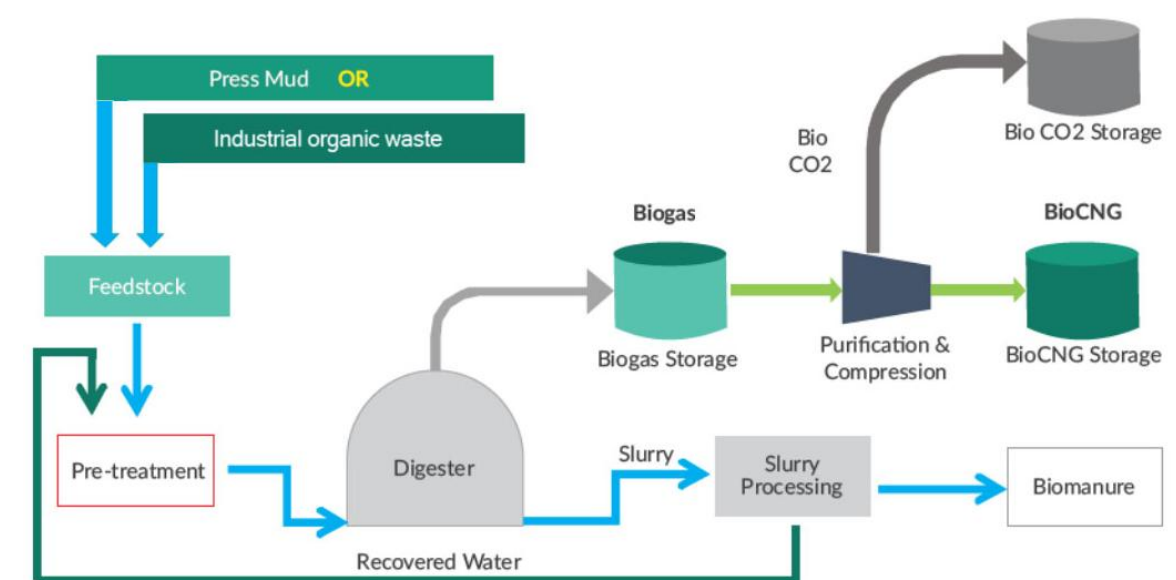 Press Mud OR
Industrial organic waste
Feedstock
Pre-treatment
Digester
Recovered Water
Slurry
Slurry
Processing
Biomanure
Biogas
Biogas Storage
Purification &
Compression
Bio
CO2
Bio CO2 Storage
BioCNG
BioCNG Storage